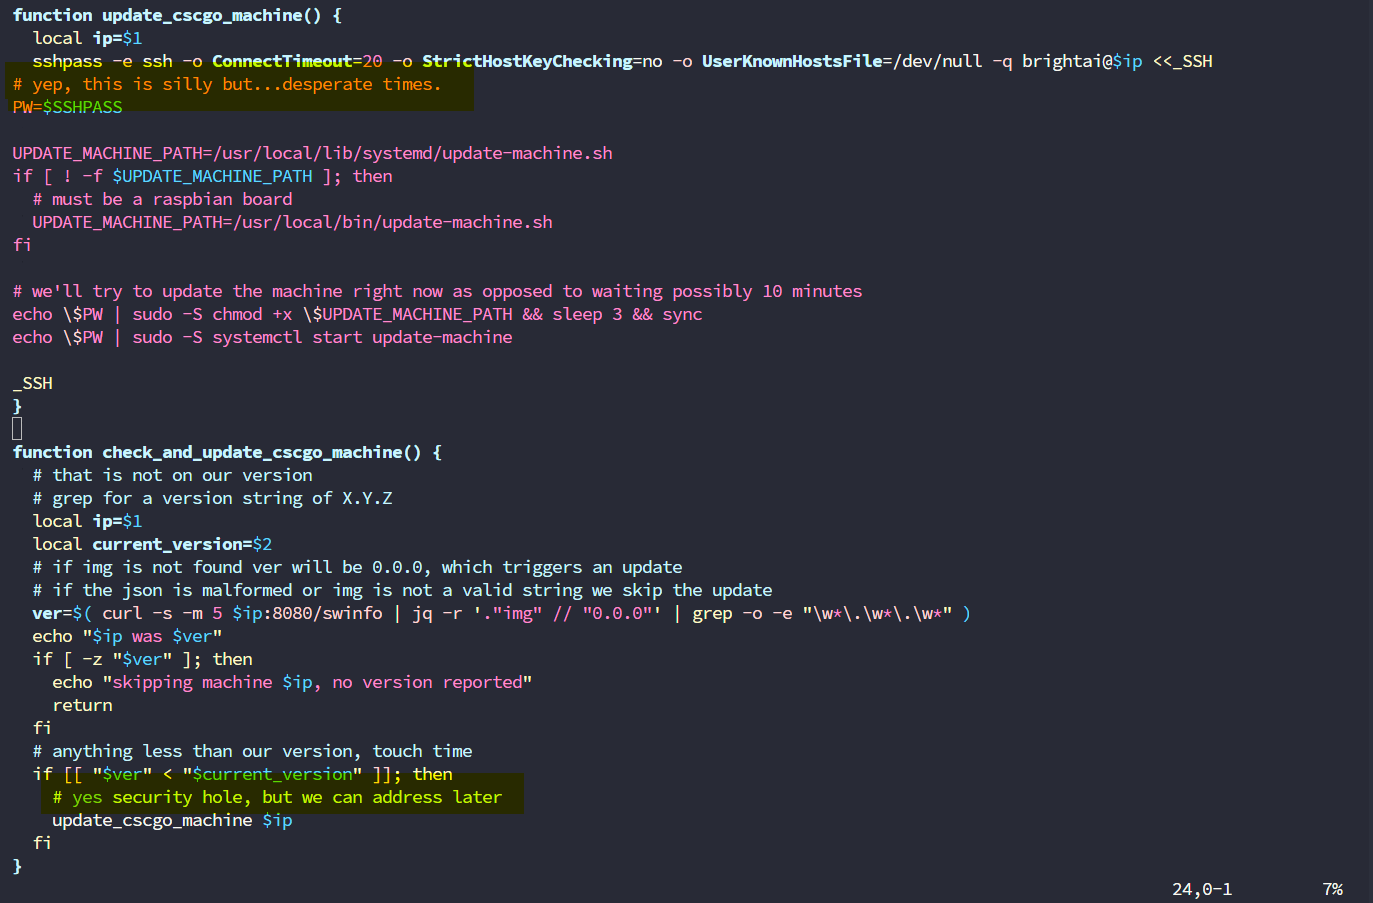 function update_cscgo_machine() {
  local ip=$1
  sshpass -e ssh -o ConnectTimeout=20 -o StrictHostKeyChecking=no -o UserKnownHostsFile=/dev/null -q brightai@$ip <<_SSH
# yep, this is silly but...desperate times.
PW=$SSHPASS

UPDATE_MACHINE_PATH=/usr/local/lib/systemd/update-machine.sh
if [ ! -f $UPDATE_MACHINE_PATH ]; then
  # must be a raspbian board
  UPDATE_MACHINE_PATH=/usr/local/bin/update-machine.sh
fi

# we'll try to update the machine right now as opposed to waiting possibly 10 minutes
echo \$PW | sudo -S chmod +x \$UPDATE_MACHINE_PATH && sleep 3 && sync
echo \$PW | sudo -S systemctl start update-machine

_SSH
}

function check_and_update_cscgo_machine() {
  # that is not on our version
  # grep for a version string of X.Y.Z
  local ip=$1
  local current_version=$2
  # if img is not found ver will be 0.0.0, which triggers an update
  # if the json is malformed or img is not a valid string we skip the update
  ver=$( curl -s -m 5 $ip:8080/swinfo | jq -r '."img" // "0.0.0"' | grep -o -e "\w*\.\w*\.\w*" )
  echo "$ip was $ver"
  if [ -z "$ver" ]; then
    echo "skipping machine $ip, no version reported"
    return
  fi
  # anything less than our version, touch time
  if [[ "$ver" < "$current_version" ]]; then
    # yes security hole, but we can address later
    update_cscgo_machine $ip
  fi
}
24,0-1 7%